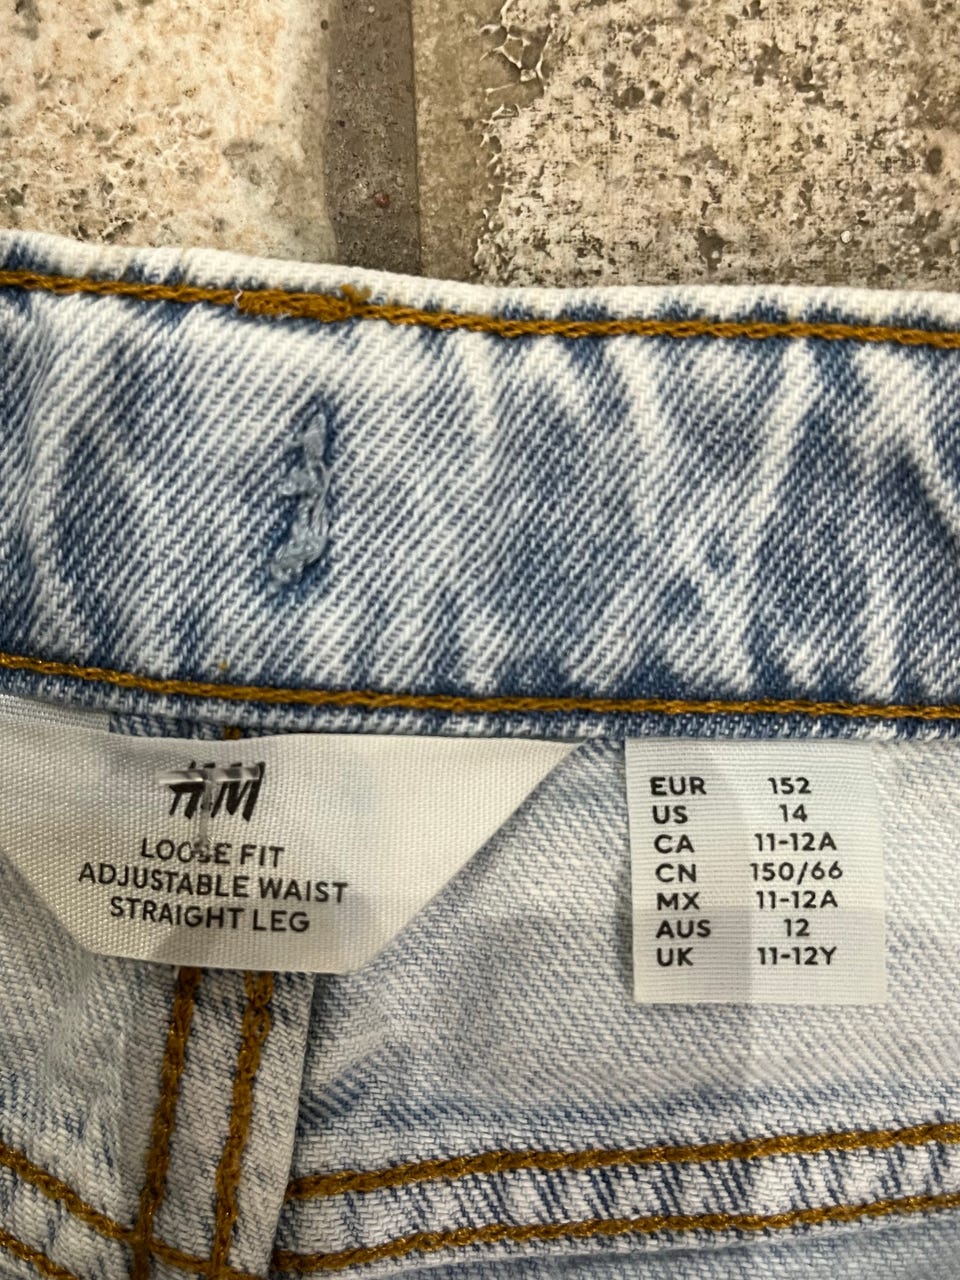 H&M
LOOSE FIT
ADJUSTABLE WAIST
STRAIGHT LEG
EUR 152
US 14
CA 11-12A
CN 150/66
MX 11-12A
AUS 12
UK 11-12Y